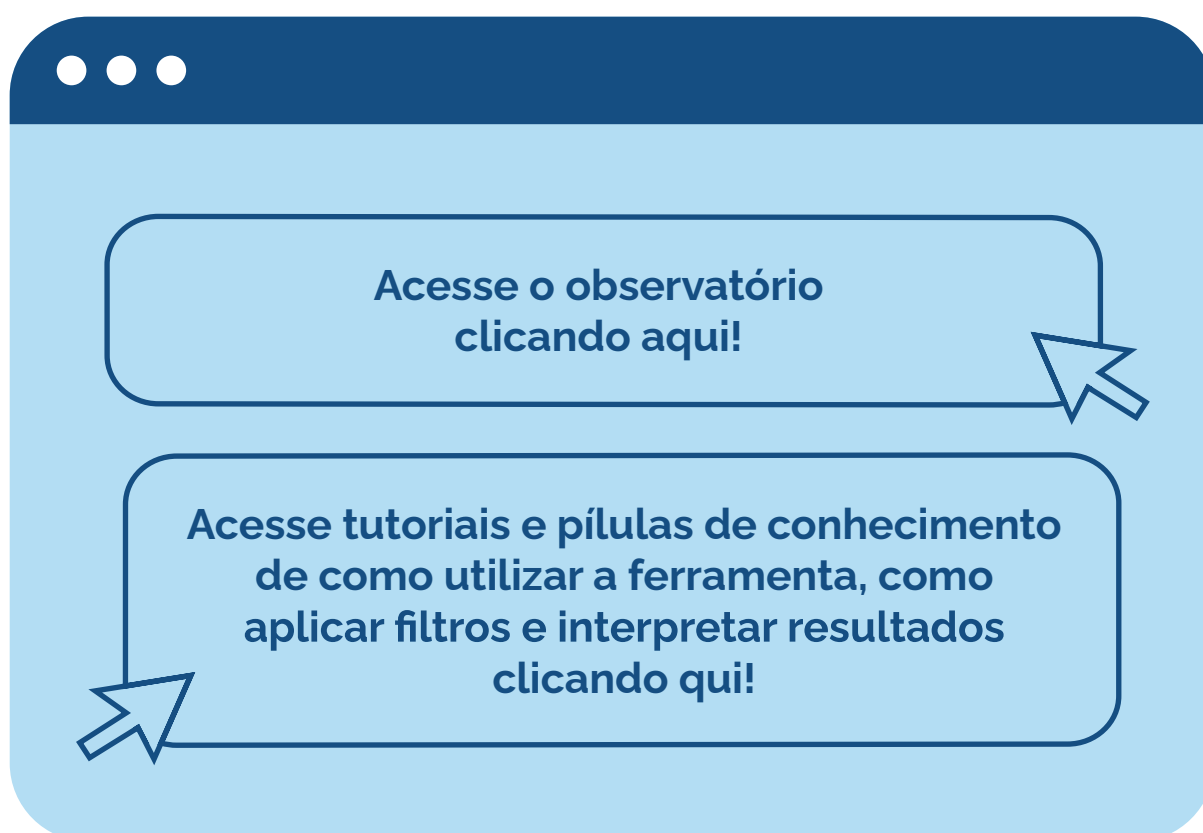 Acesse o observatório
clicando aqui!
Acesse tutoriais e pílulas de conhecimento
de como utilizar a ferramenta, como
aplicar filtros e interpretar resultados
clicando qui!